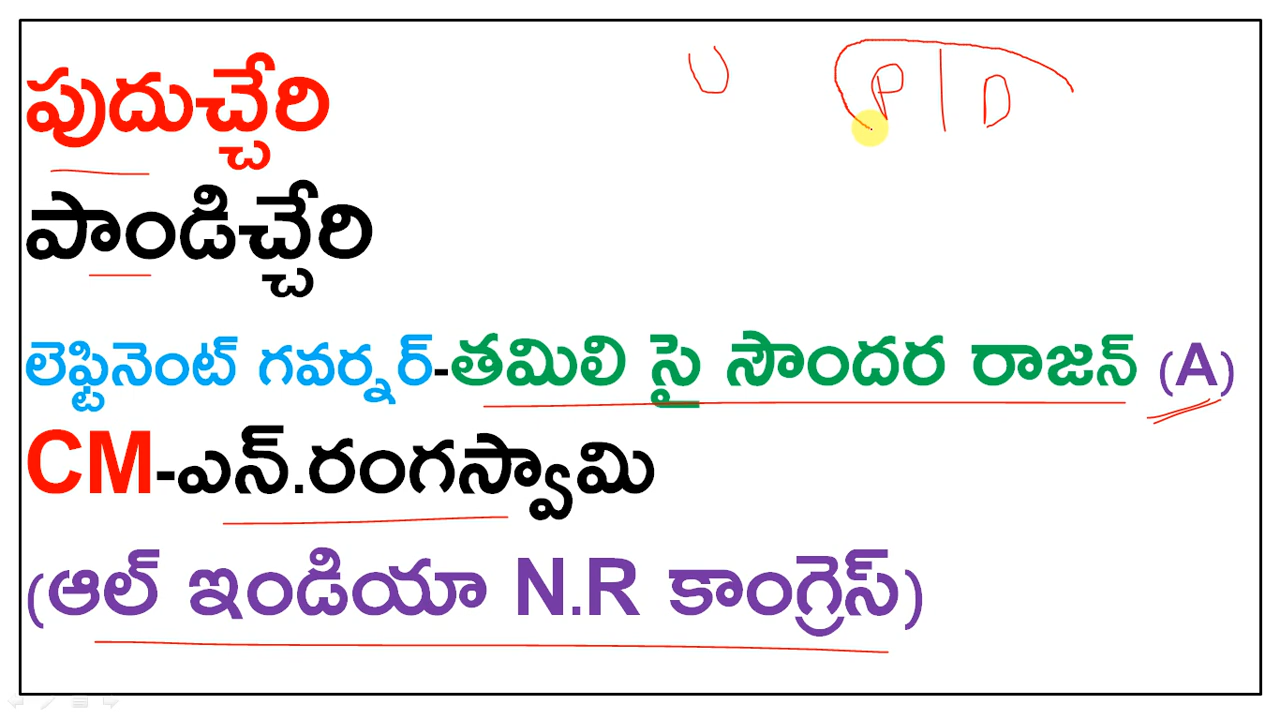 పుదుచ్చేరి
U P | D
పాండిచ్చేరి
లెఫ్టినెంట్ గవర్నర్-తమిలి సై సౌందర రాజన్ (A)
CM-ఎన్.రంగస్వామి
(ఆల్ ఇండియా N.R కాంగ్రెస్)